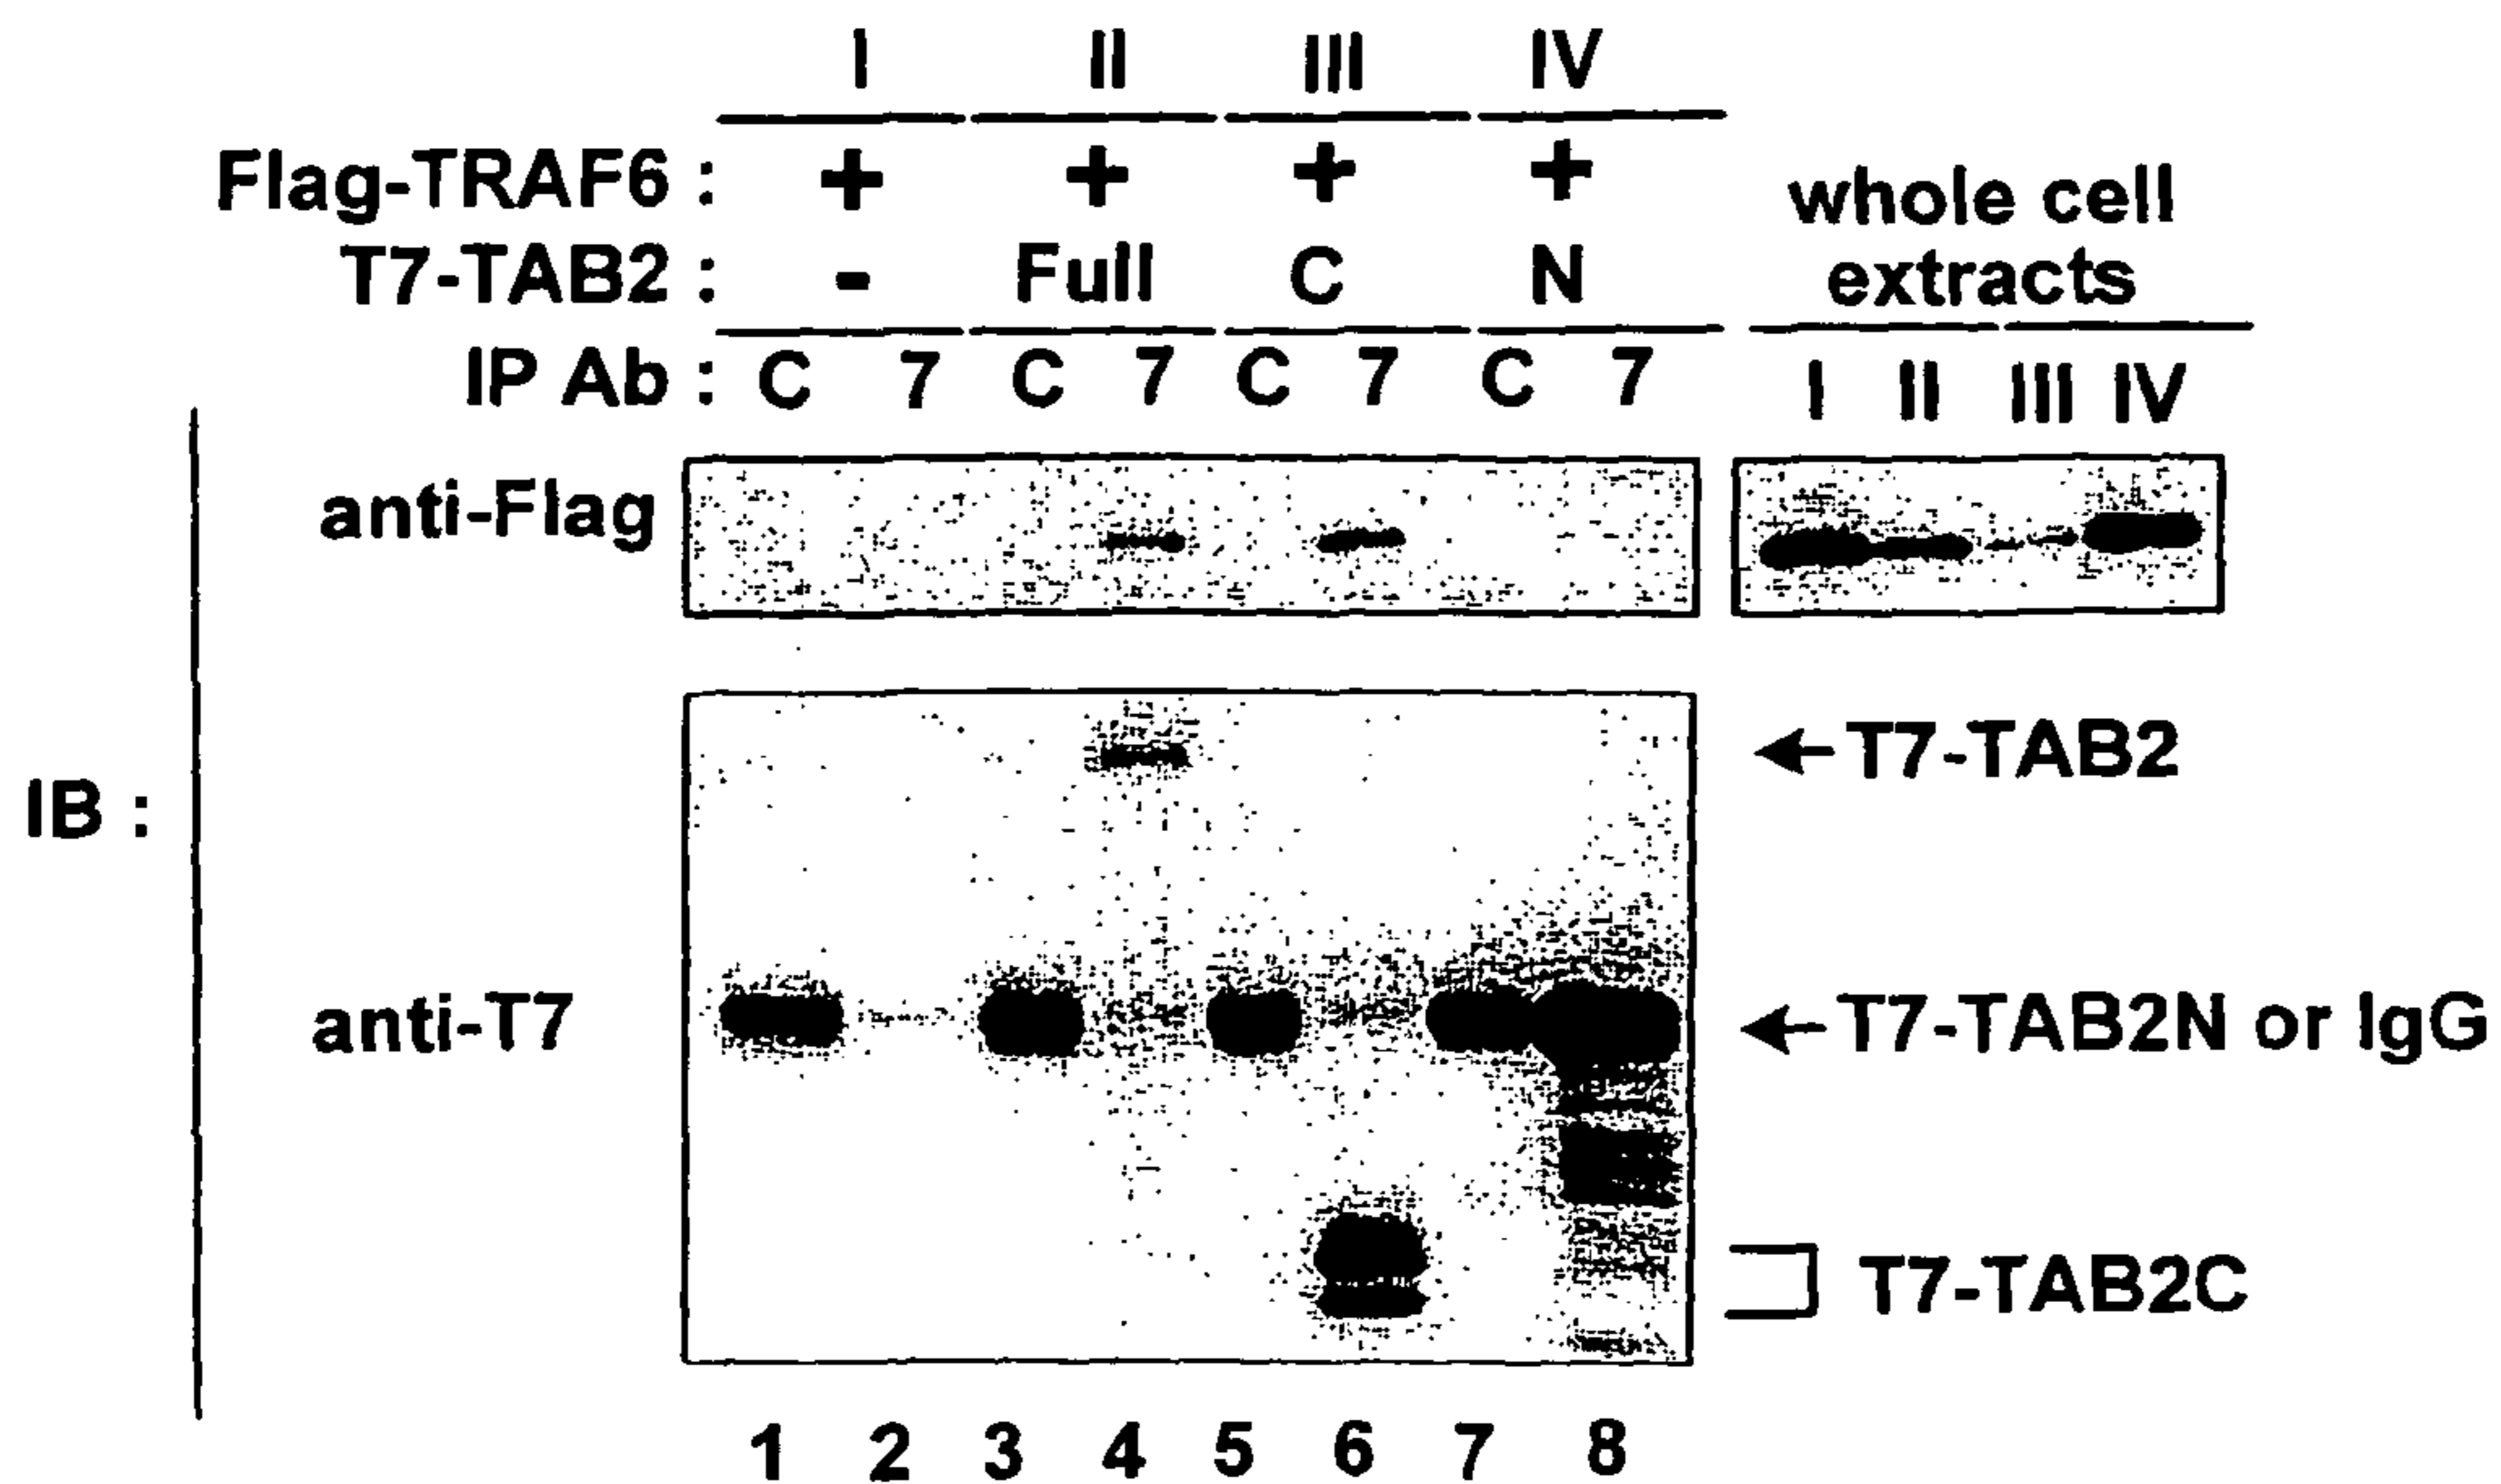 I II III IV
Flag-TRAF6 : + + + +
whole cell
extracts
T7-TAB2 : - Full C N
IP Ab : C 7 C 7 C 7 C 7 I II III IV
anti-Flag
T7-TAB2
IB :
anti-T7
T7-TAB2N or IgG
T7-TAB2C
1 2 3 4 5 6 7 8